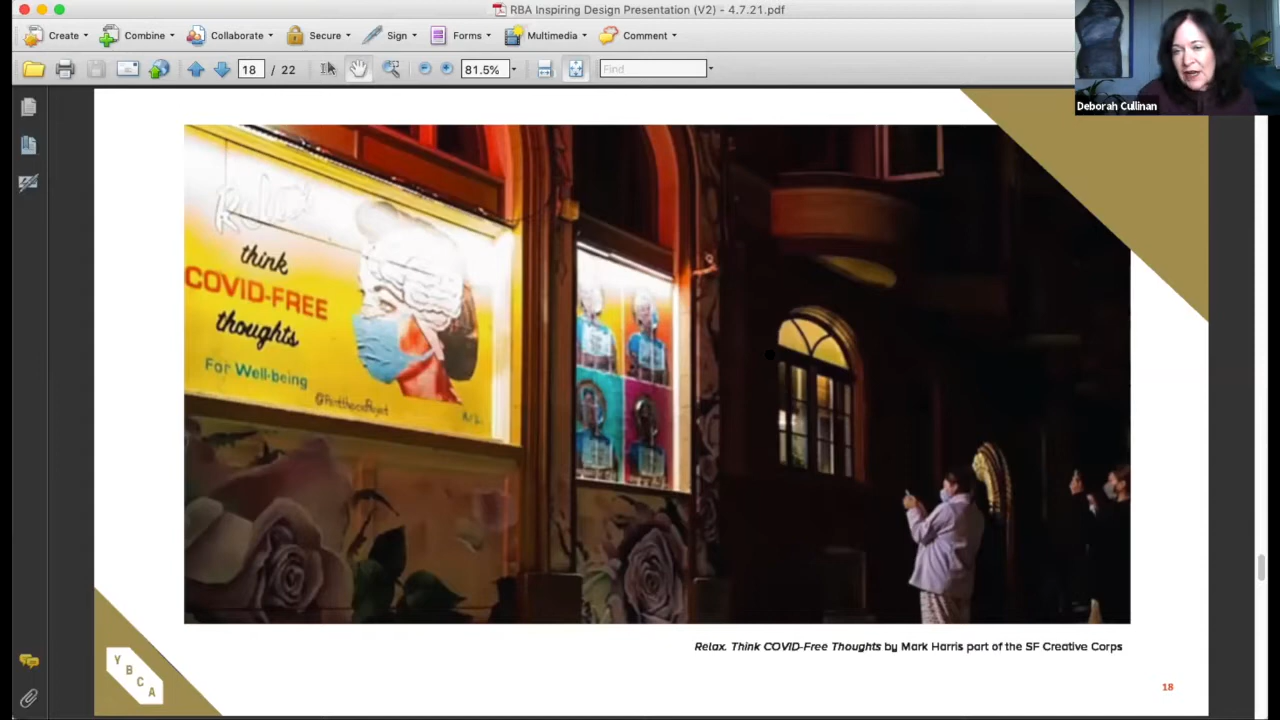 RBA Inspiring Design Presentation (V2) - 4.7.21.pdf
Create Combine Collaborate Secure Sign Forms Multimedia Comment
18 / 22 81.5% Find
Deborah Cullinan
Relax
think
COVID-FREE
thoughts
For Well-being
Relax. Think COVID-Free Thoughts by Mark Harris part of the SF Creative Corps
Y
B
C
A
18